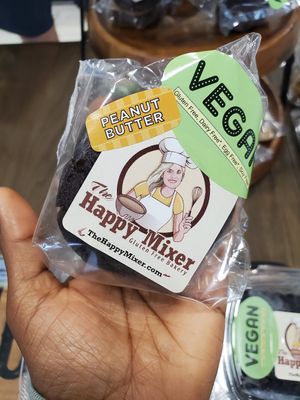 VEGAN
Gluten Free, Dairy Free* Egg Free, Soy
PEANUT
BUTTER
The
Happy Mixer
Gluten Free Bakery
TheHappyMixer.com
VEGAN
Happ